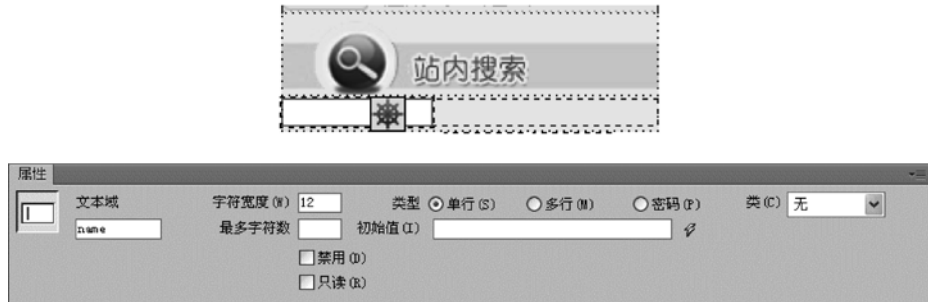 站内搜索
属性
文本域 字符宽度(W) 12 类型 单行(S) 多行(M) 密码(P) 类(C) 无
name 最多字符数 初始值(I)
禁用(D)
只读(R)